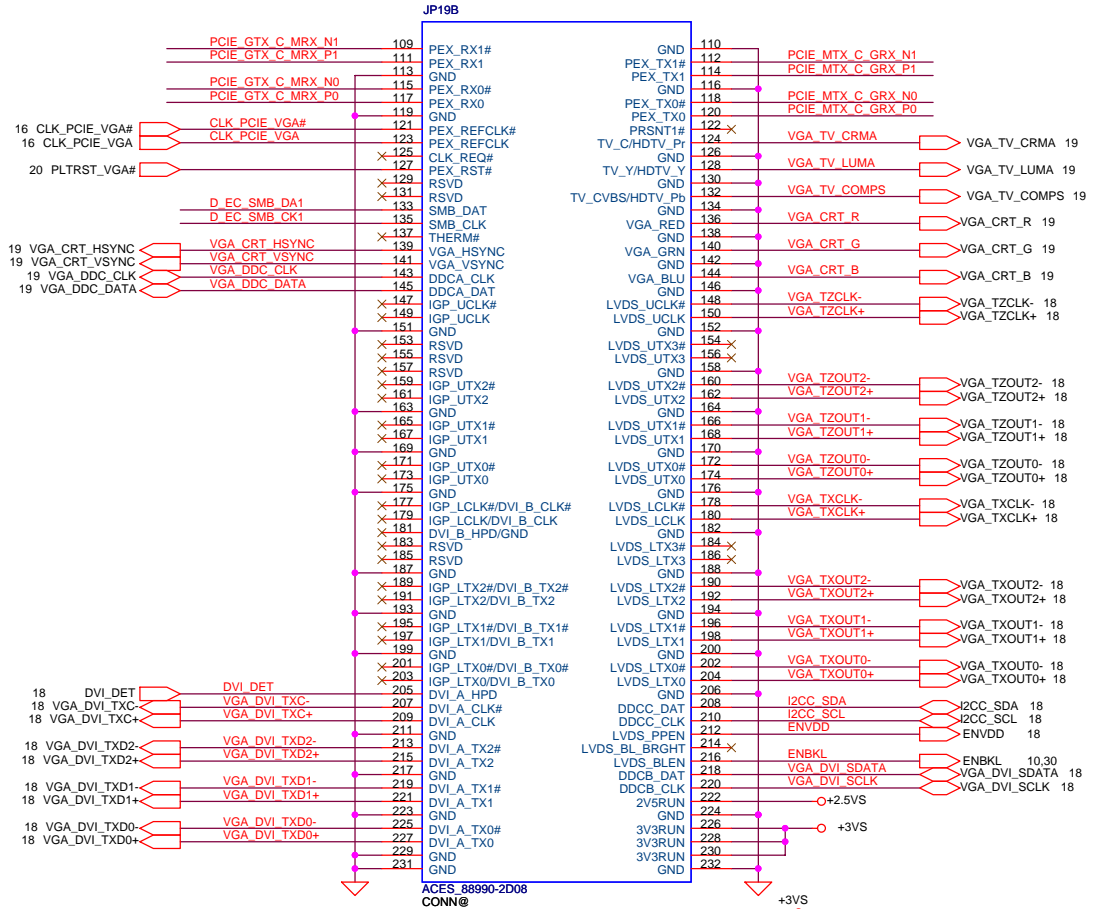 JP19B
PCIE_GTX_C_MRX_N1 109 PEX_RX1# GND 110
PCIE_GTX_C_MRX_P1 111 PEX_RX1 PEX_TX1# 112 PCIE_MTX_C_GRX_N1
113 GND PEX_TX1 114 PCIE_MTX_C_GRX_P1
PCIE_GTX_C_MRX_N0 115 PEX_RX0# GND 116
PCIE_GTX_C_MRX_P0 117 PEX_RX0 PEX_TX0# 118 PCIE_MTX_C_GRX_N0
119 GND PEX_TX0 120 PCIE_MTX_C_GRX_P0
16 CLK_PCIE_VGA# CLK_PCIE_VGA# 121 PEX_REFCLK# PRSNT1# 122
16 CLK_PCIE_VGA CLK_PCIE_VGA 123 PEX_REFCLK TV_C/HDTV_Pr 124 VGA_TV_CRMA VGA_TV_CRMA 19
125 CLK_REQ# GND 126
20 PLTRST_VGA# 127 PEX_RST# TV_Y/HDTV_Y 128 VGA_TV_LUMA VGA_TV_LUMA 19
129 RSVD GND 130
131 RSVD TV_CVBS/HDTV_Pb 132 VGA_TV_COMPS VGA_TV_COMPS 19
D_EC_SMB_DA1 133 SMB_DAT GND 134
D_EC_SMB_CK1 135 SMB_CLK VGA_RED 136 VGA_CRT_R VGA_CRT_R 19
137 THERM# GND 138
19 VGA_CRT_HSYNC VGA_CRT_HSYNC 139 VGA_HSYNC VGA_GRN 140 VGA_CRT_G VGA_CRT_G 19
19 VGA_CRT_VSYNC VGA_CRT_VSYNC 141 VGA_VSYNC GND 142
19 VGA_DDC_CLK VGA_DDC_CLK 143 DDCA_CLK VGA_BLU 144 VGA_CRT_B VGA_CRT_B 19
19 VGA_DDC_DATA VGA_DDC_DATA 145 DDCA_DAT GND 146
147 IGP_UCLK# LVDS_UCLK# 148 VGA_TZCLK- VGA_TZCLK- 18
149 IGP_UCLK LVDS_UCLK 150 VGA_TZCLK+ VGA_TZCLK+ 18
151 GND GND 152
153 RSVD LVDS_UTX3# 154
155 RSVD LVDS_UTX3 156
157 RSVD GND 158
159 IGP_UTX2# LVDS_UTX2# 160 VGA_TZOUT2- VGA_TZOUT2- 18
161 IGP_UTX2 LVDS_UTX2 162 VGA_TZOUT2+ VGA_TZOUT2+ 18
163 GND GND 164
165 IGP_UTX1# LVDS_UTX1# 166 VGA_TZOUT1- VGA_TZOUT1- 18
167 IGP_UTX1 LVDS_UTX1 168 VGA_TZOUT1+ VGA_TZOUT1+ 18
169 GND GND 170
171 IGP_UTX0# LVDS_UTX0# 172 VGA_TZOUT0- VGA_TZOUT0- 18
173 IGP_UTX0 LVDS_UTX0 174 VGA_TZOUT0+ VGA_TZOUT0+ 18
175 GND GND 176
177 IGP_LCLK#/DVI_B_CLK# LVDS_LCLK# 178 VGA_TXCLK- VGA_TXCLK- 18
179 IGP_LCLK/DVI_B_CLK LVDS_LCLK 180 VGA_TXCLK+ VGA_TXCLK+ 18
181 DVI_B_HPD/GND GND 182
183 RSVD LVDS_LTX3# 184
185 RSVD LVDS_LTX3 186
187 GND GND 188
189 IGP_LTX2#/DVI_B_TX2# LVDS_LTX2# 190 VGA_TXOUT2- VGA_TXOUT2- 18
191 IGP_LTX2/DVI_B_TX2 LVDS_LTX2 192 VGA_TXOUT2+ VGA_TXOUT2+ 18
193 GND GND 194
195 IGP_LTX1#/DVI_B_TX1# LVDS_LTX1# 196 VGA_TXOUT1- VGA_TXOUT1- 18
197 IGP_LTX1/DVI_B_TX1 LVDS_LTX1 198 VGA_TXOUT1+ VGA_TXOUT1+ 18
199 GND GND 200
201 IGP_LTX0#/DVI_B_TX0# LVDS_LTX0# 202 VGA_TXOUT0- VGA_TXOUT0- 18
203 IGP_LTX0/DVI_B_TX0 LVDS_LTX0 204 VGA_TXOUT0+ VGA_TXOUT0+ 18
18 DVI_DET DVI_DET 205 DVI_A_HPD GND 206
18 VGA_DVI_TXC- VGA_DVI_TXC- 207 DVI_A_CLK# DDCC_DAT 208 I2CC_SDA I2CC_SDA 18
18 VGA_DVI_TXC+ VGA_DVI_TXC+ 209 DVI_A_CLK DDCC_CLK 210 I2CC_SCL I2CC_SCL 18
211 GND LVDS_PPEN 212 ENVDD ENVDD 18
18 VGA_DVI_TXD2- VGA_DVI_TXD2- 213 DVI_A_TX2# LVDS_BL_BRGHT 214
18 VGA_DVI_TXD2+ VGA_DVI_TXD2+ 215 DVI_A_TX2 LVDS_BLEN 216 ENBKL ENBKL 10,30
217 GND DDCB_DAT 218 VGA_DVI_SDATA VGA_DVI_SDATA 18
18 VGA_DVI_TXD1- VGA_DVI_TXD1- 219 DVI_A_TX1# DDCB_CLK 220 VGA_DVI_SCLK VGA_DVI_SCLK 18
18 VGA_DVI_TXD1+ VGA_DVI_TXD1+ 221 DVI_A_TX1 2V5RUN 222 +2.5VS
223 GND GND 224
18 VGA_DVI_TXD0- VGA_DVI_TXD0- 225 DVI_A_TX0# 3V3RUN 226 +3VS
18 VGA_DVI_TXD0+ VGA_DVI_TXD0+ 227 DVI_A_TX0 3V3RUN 228
229 GND 3V3RUN 230
231 GND GND 232
ACES_88990-2D08
CONN@
+3VS